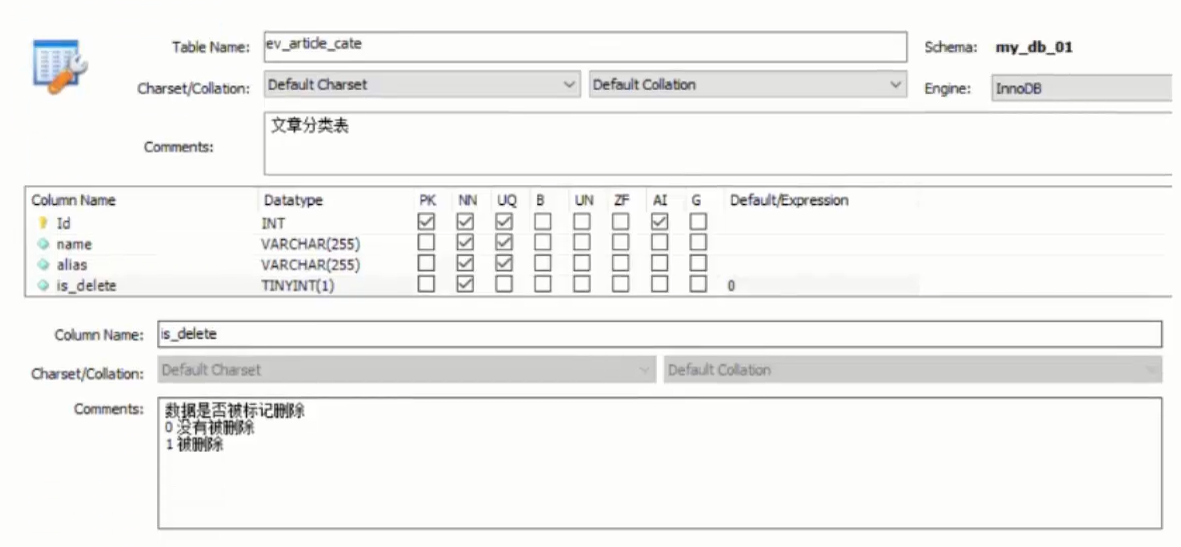 Table Name: ev_article_cate Schema: my_db_01
Charset/Collation: Default Charset Default Collation Engine: InnoDB
Comments: 文章分类表
Column Name Datatype PK NN UQ B UN ZF AI G Default/Expression
Id INT
name VARCHAR(255)
alias VARCHAR(255)
is_delete TINYINT(1) 0
Column Name: is_delete
Charset/Collation: Default Charset Default Collation
Comments: 数据是否被标记删除
0 没有被删除
1 被删除